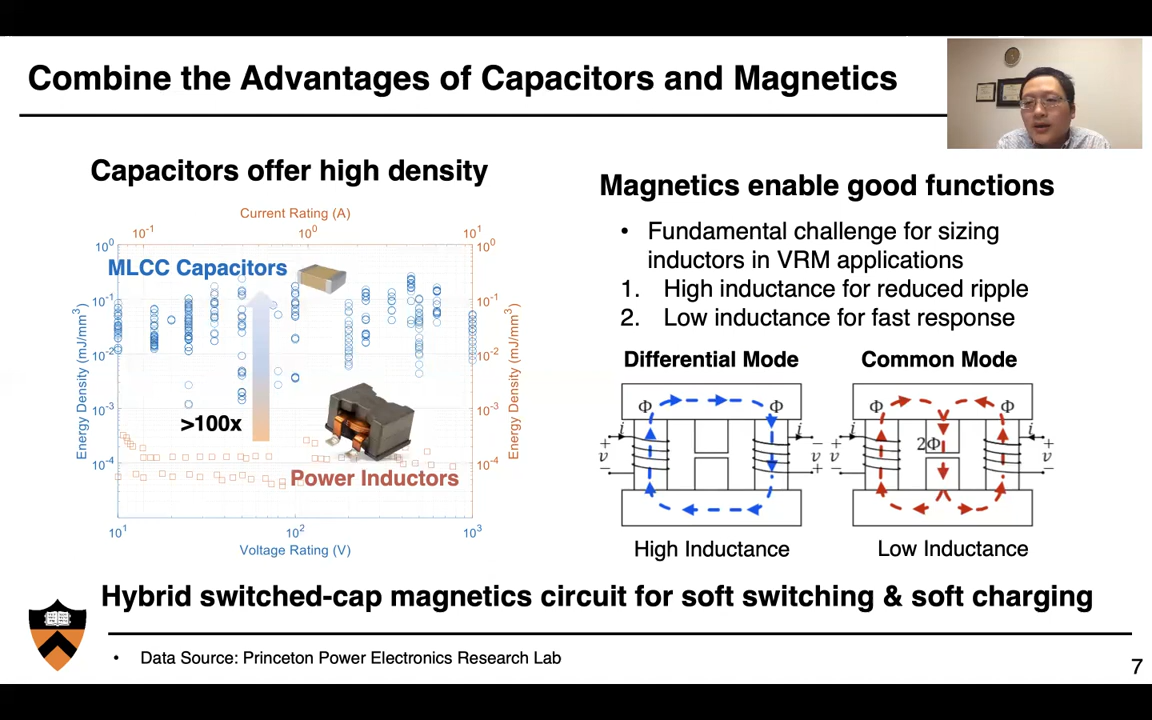 Combine the Advantages of Capacitors and Magnetics
Capacitors offer high density
Current Rating (A)
10^-1 10^0 10^1
10^0 10^0
MLCC Capacitors
10^-1 10^-1
10^-2 10^-2
10^-3 10^-3
>100x
10^-4 10^-4
Power Inductors
Energy Density (mJ/mm^3)
Energy Density (mJ/mm^3)
10^1 10^2 10^3
Voltage Rating (V)
Magnetics enable good functions
• Fundamental challenge for sizing
inductors in VRM applications
1. High inductance for reduced ripple
2. Low inductance for fast response
Differential Mode
Φ Φ
i i
+ −
v v
− +
High Inductance
Common Mode
Φ Φ
2Φ
i i
+ +
v v
− −
Low Inductance
Hybrid switched-cap magnetics circuit for soft switching & soft charging
• Data Source: Princeton Power Electronics Research Lab
7